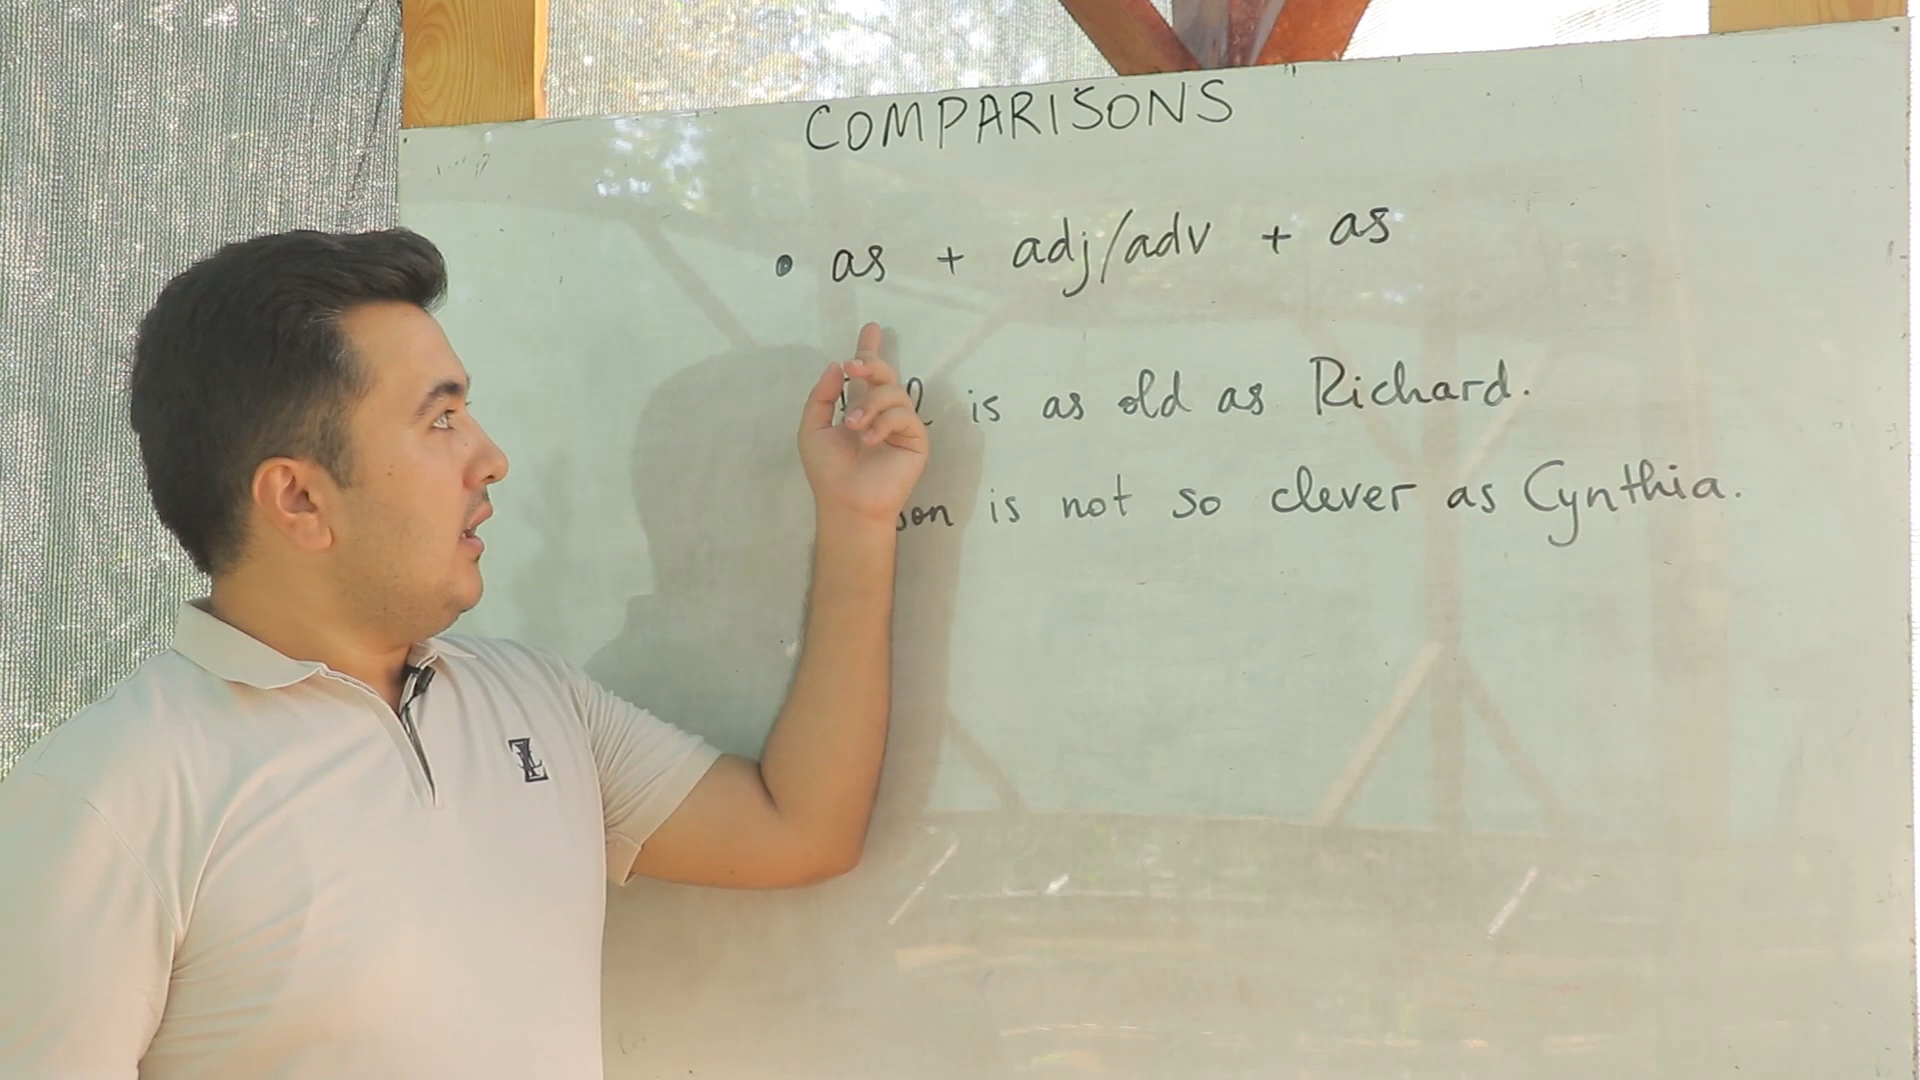 COMPARISONS
• as + adj/adv + as
is as old as Richard.
is not so clever as Cynthia.